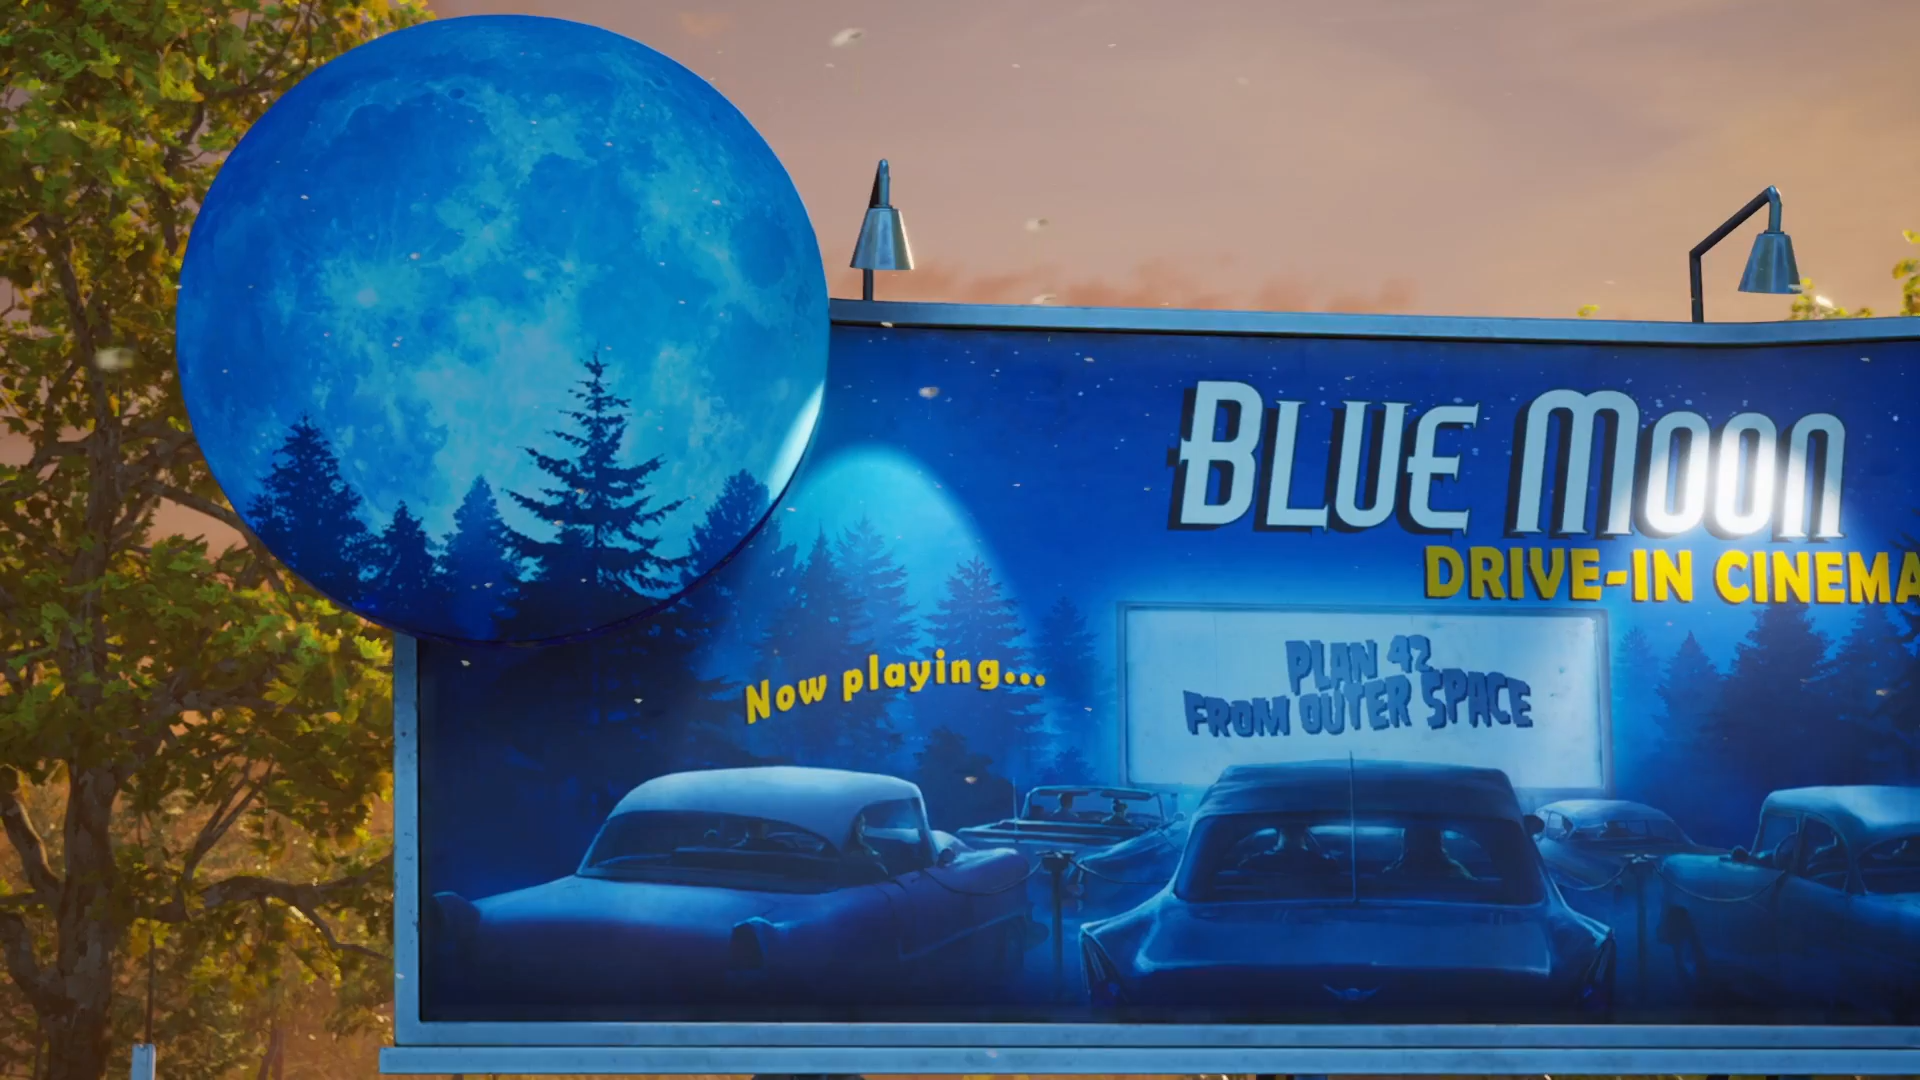 BLUE MOON
DRIVE-IN CINEMA
Now playing...
PLAN 42
FROM OUTER SPACE